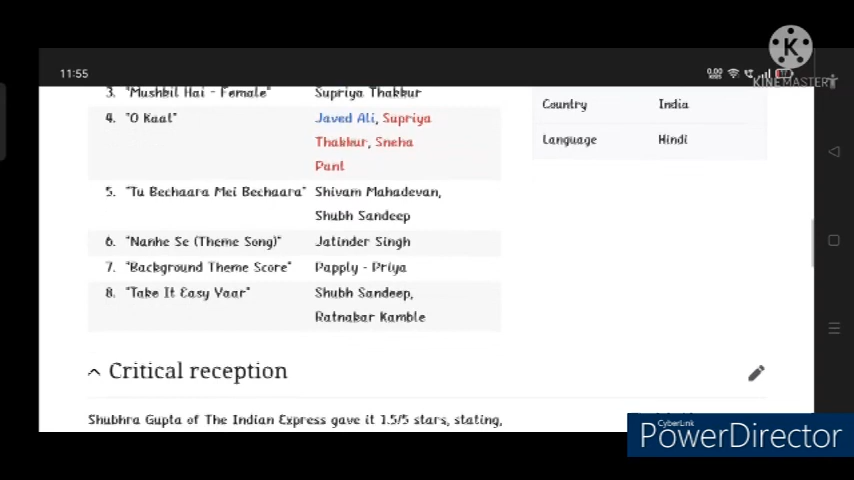 11:55
KINEMASTER
3. "Mushkil Hai - Female" Supriya Thakkur
Country India
4. "O Kaal" Javed Ali, Supriya
Thakkur, Sneha
Pant
Language Hindi
5. "Tu Bechaara Mei Bechaara" Shivam Mahadevan,
Shubh Sandeep
6. "Nanhe Se (Theme Song)" Jatinder Singh
7. "Background Theme Score" Papply - Priya
8. "Take It Easy Yaar" Shubh Sandeep,
Ratnakar Kamble
Critical reception
Shubhra Gupta of The Indian Express gave it 1.5/5 stars, stating,
CyberLink
PowerDirector